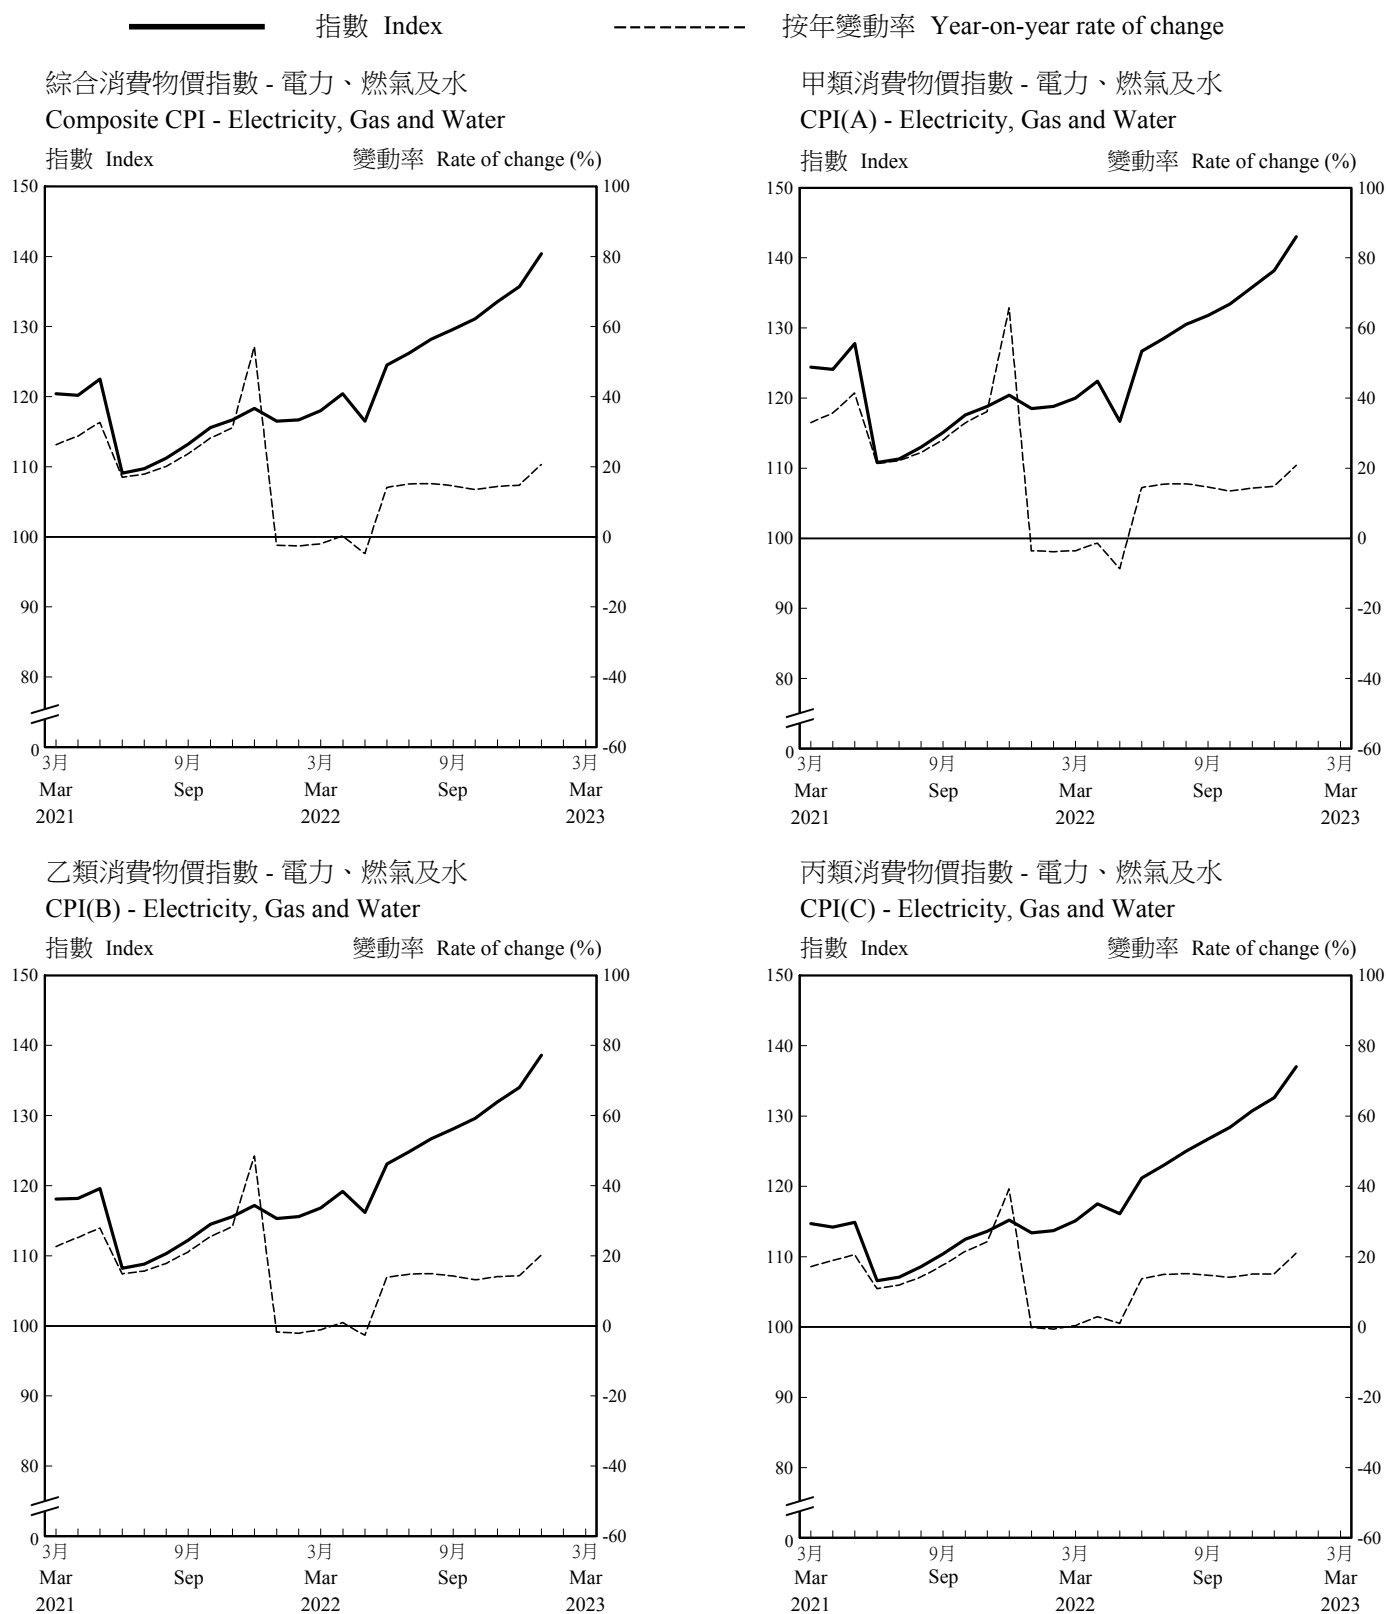 指數 Index
按年變動率 Year-on-year rate of change
綜合消費物價指數 - 電力、燃氣及水
Composite CPI - Electricity, Gas and Water
指數 Index 變動率 Rate of change (%)
150 100
140 80
130 60
120 40
110 20
100 0
90 -20
80 -40
0 -60
3月 9月 3月 9月 3月
Mar Sep Mar Sep Mar
2021 2022 2023
甲類消費物價指數 - 電力、燃氣及水
CPI(A) - Electricity, Gas and Water
指數 Index 變動率 Rate of change (%)
150 100
140 80
130 60
120 40
110 20
100 0
90 -20
80 -40
0 -60
3月 9月 3月 9月 3月
Mar Sep Mar Sep Mar
2021 2022 2023
乙類消費物價指數 - 電力、燃氣及水
CPI(B) - Electricity, Gas and Water
指數 Index 變動率 Rate of change (%)
150 100
140 80
130 60
120 40
110 20
100 0
90 -20
80 -40
0 -60
3月 9月 3月 9月 3月
Mar Sep Mar Sep Mar
2021 2022 2023
丙類消費物價指數 - 電力、燃氣及水
CPI(C) - Electricity, Gas and Water
指數 Index 變動率 Rate of change (%)
150 100
140 80
130 60
120 40
110 20
100 0
90 -20
80 -40
0 -60
3月 9月 3月 9月 3月
Mar Sep Mar Sep Mar
2021 2022 2023